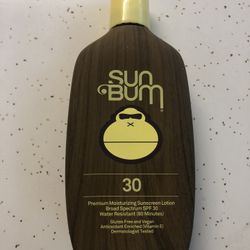 SUN
BUM
30
Premium Moisturizing Sunscreen Lotion
Broad Spectrum SPF 30
Water Resistant (80 Minutes)
Gluten Free and Vegan
Antioxidant Enriched (Vitamin E)
Dermatologist Tested